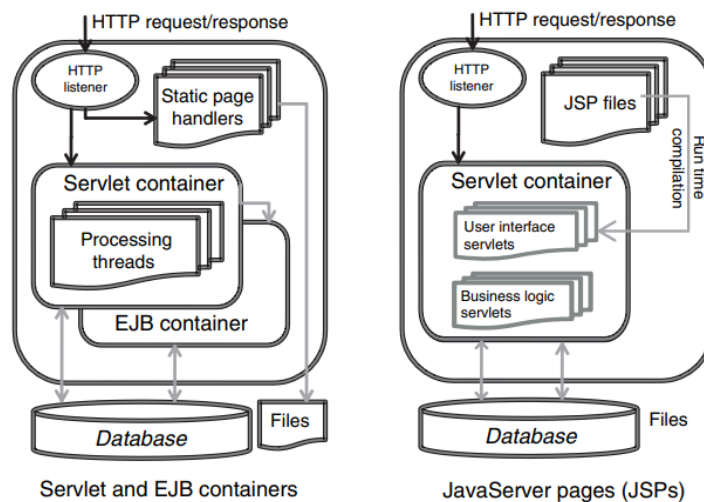 HTTP request/response
HTTP
listener
Static page
handlers
Servlet container
Processing
threads
EJB container
Database
Files
Servlet and EJB containers
HTTP request/response
HTTP
listener
JSP files
Run time
compilation
Servlet container
User interface
servlets
Business logic
servlets
Database
Files
JavaServer pages (JSPs)